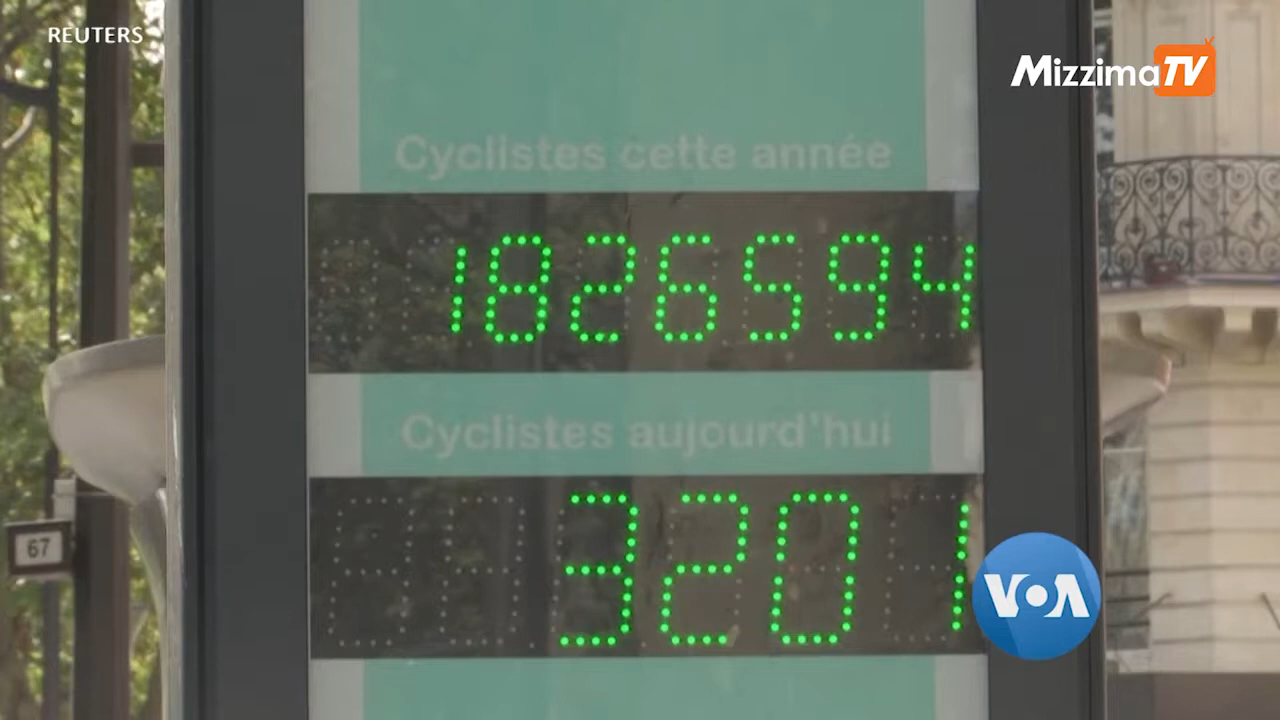 REUTERS
MizzimaTV
Cyclistes cette année
1826594
Cyclistes aujourd'hui
3201
67
VOA